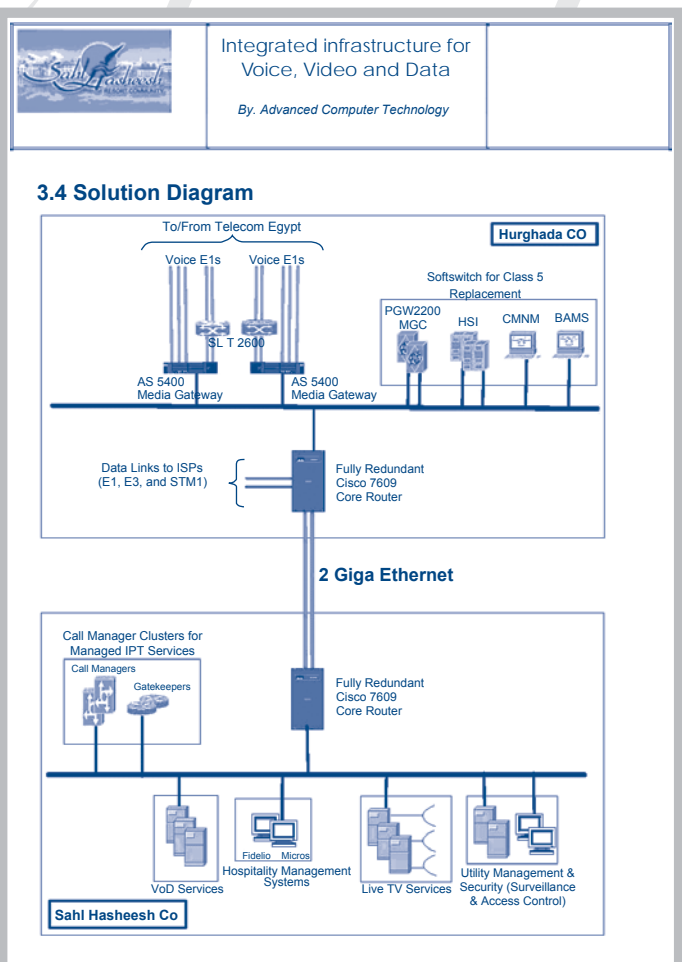 Sahl Hasheesh
RESORT COMMUNITY
Integrated infrastructure for
Voice, Video and Data
By. Advanced Computer Technology
3.4 Solution Diagram
To/From Telecom Egypt
Hurghada CO
Voice E1s
Voice E1s
Softswitch for Class 5
Replacement
PGW2200
MGC
HSI
CMNM
BAMS
SL T 2600
AS 5400
Media Gateway
AS 5400
Media Gateway
Data Links to ISPs
(E1, E3, and STM1)
Fully Redundant
Cisco 7609
Core Router
2 Giga Ethernet
Call Manager Clusters for
Managed IPT Services
Call Managers
Gatekeepers
Fully Redundant
Cisco 7609
Core Router
VoD Services
Fidelio
Micros
Hospitality Management
Systems
Live TV Services
Utility Management &
Security (Surveillance
& Access Control)
Sahl Hasheesh Co